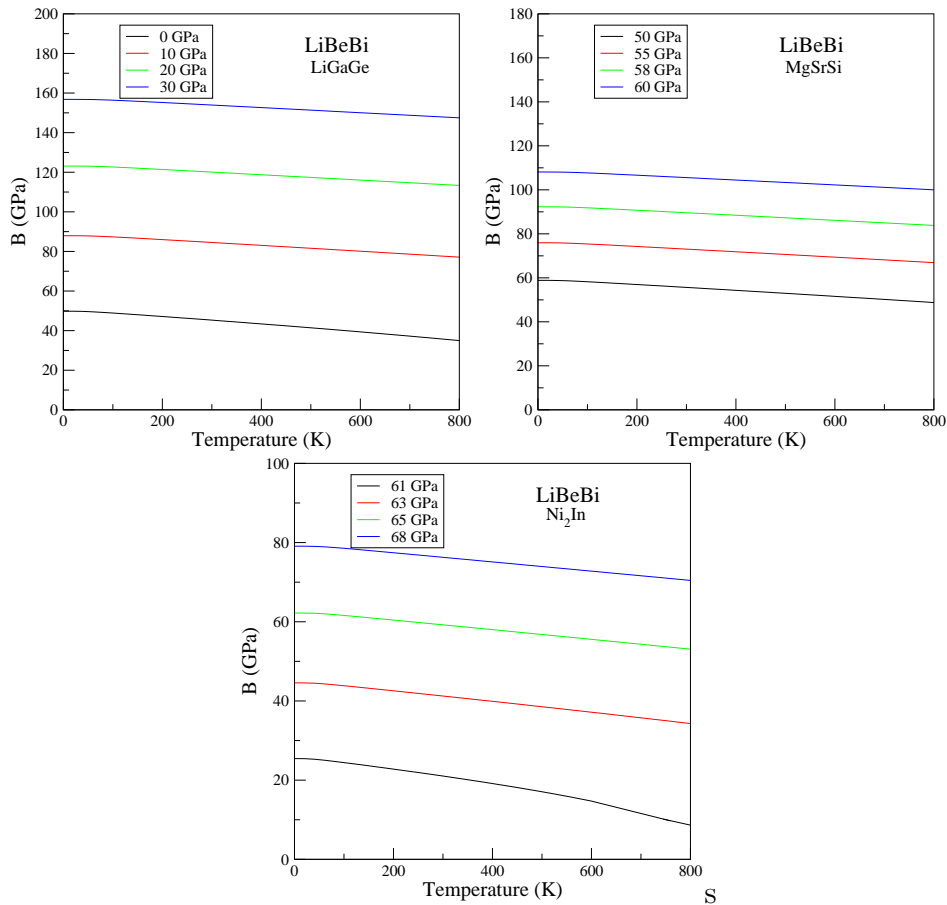 200
180
160
140
120
100
80
60
40
20
0
B (GPa)
0 GPa
10 GPa
20 GPa
30 GPa
LiBeBi
LiGaGe
0 200 400 600 800
Temperature (K)
180
160
140
120
100
80
60
40
20
0
B (GPa)
50 GPa
55 GPa
58 GPa
60 GPa
LiBeBi
MgSrSi
0 200 400 600 800
Temperature (K)
100
80
60
40
20
0
B (GPa)
61 GPa
63 GPa
65 GPa
68 GPa
LiBeBi
Ni₂In
0 200 400 600 800
Temperature (K)
S